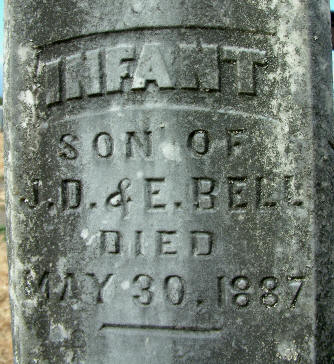 INFANT
SON OF
J.D. & E. BELL
DIED
MAY 30, 1887